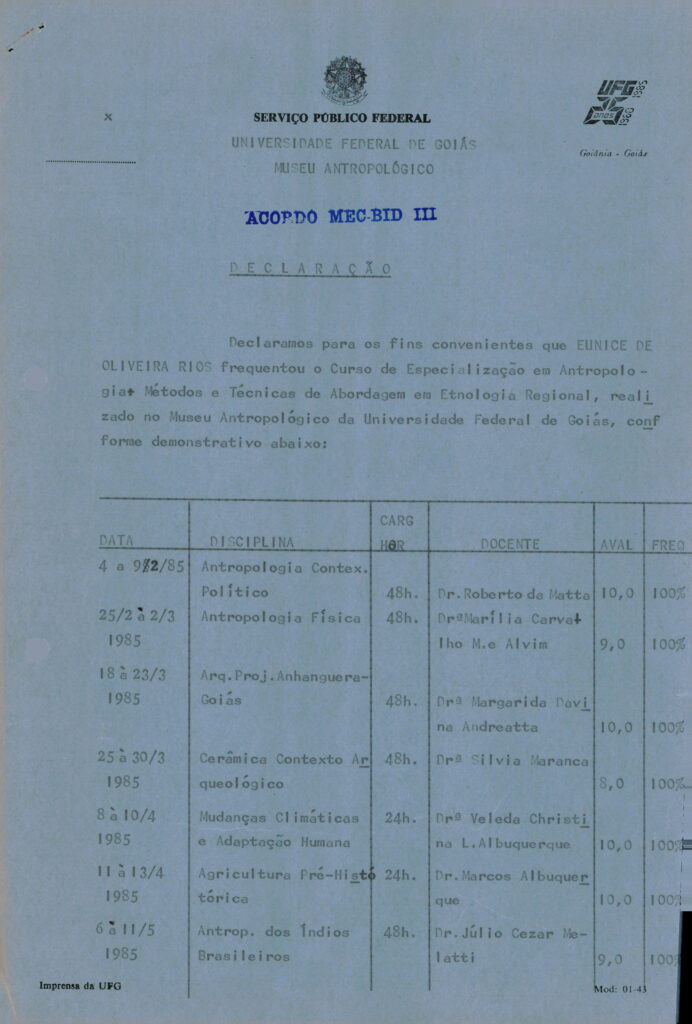 x
SERVIÇO PÚBLICO FEDERAL
UFG
anos
Goiânia - Goiás
UNIVERSIDADE FEDERAL DE GOIÁS
MUSEU ANTROPOLÓGICO
ACORDO MEC-BID III
DECLARAÇÃO
Declaramos para os fins convenientes que EUNICE DE
OLIVEIRA RIOS frequentou o Curso de Especialização em Antropolo-
gia+ Métodos e Técnicas de Abordagem em Etnologia Regional, reali
zado no Museu Antropológico da Universidade Federal de Goiás, conf
forme demonstrativo abaixo:
DATA DISCIPLINA CARG HOR DOCENTE AVAL FREQ
4 a 9/2/85 Antropologia Contex.
Político 48h. Dr.Roberto da Matta 10,0 100%
25/2 à 2/3 Antropologia Física 48h. DrªMarília Carval
1985 lho M.e Alvim 9,0 100%
18 à 23/3 Arq.Proj.Anhanguera-
1985 Goiás 48h. Drª Margarida Davi
na Andreatta 10,0 100%
25 à 30/3 Cerâmica Contexto Ar 48h. Drª Silvia Maranca
1985 queológico 8,0 100%
8 à 10/4 Mudanças Climáticas 24h. Drª Veleda Christi
1985 e Adaptação Humana na L.Albuquerque 10,0 100%
11 à 13/4 Agricultura Pré-Histó 24h. Dr.Marcos Albuquer
1985 tórica que 10,0 100%
6 à 11/5 Antrop. dos Índios 48h. Dr.Júlio Cezar Me-
1985 Brasileiros latti 9,0 100%
Imprensa da UFG Mod: 01-43